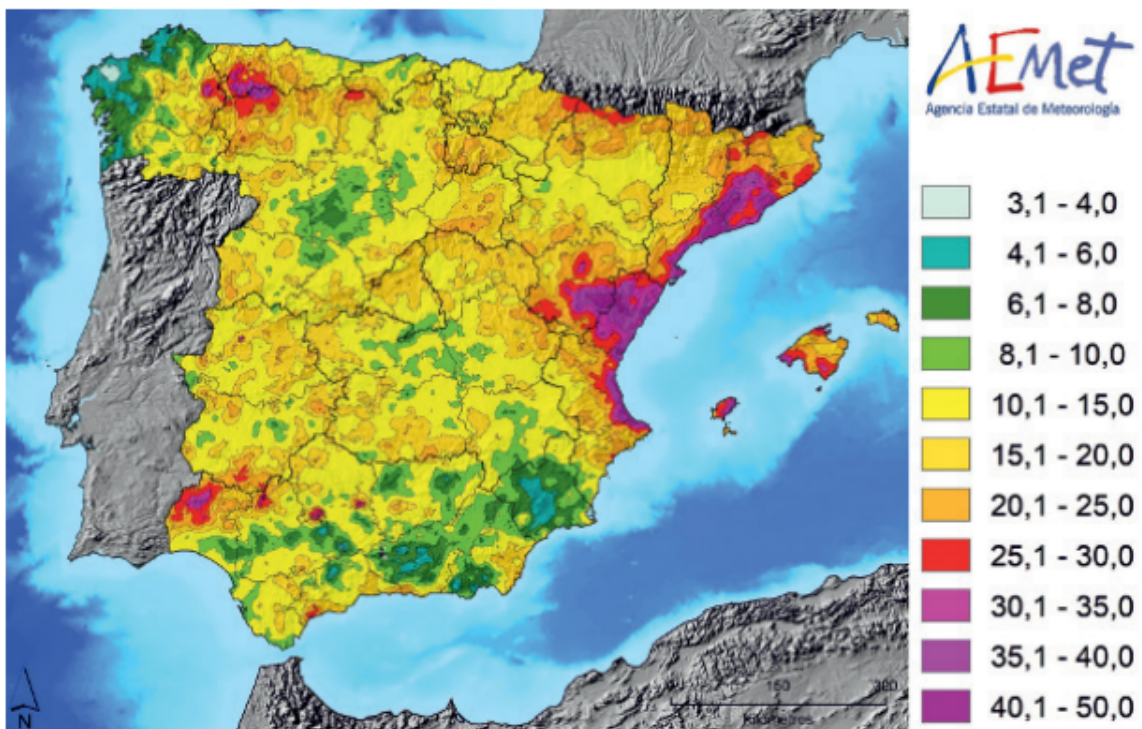 AEMet
Agencia Estatal de Meteorología
3,1 - 4,0
4,1 - 6,0
6,1 - 8,0
8,1 - 10,0
10,1 - 15,0
15,1 - 20,0
20,1 - 25,0
25,1 - 30,0
30,1 - 35,0
35,1 - 40,0
40,1 - 50,0
N
Kilómetros